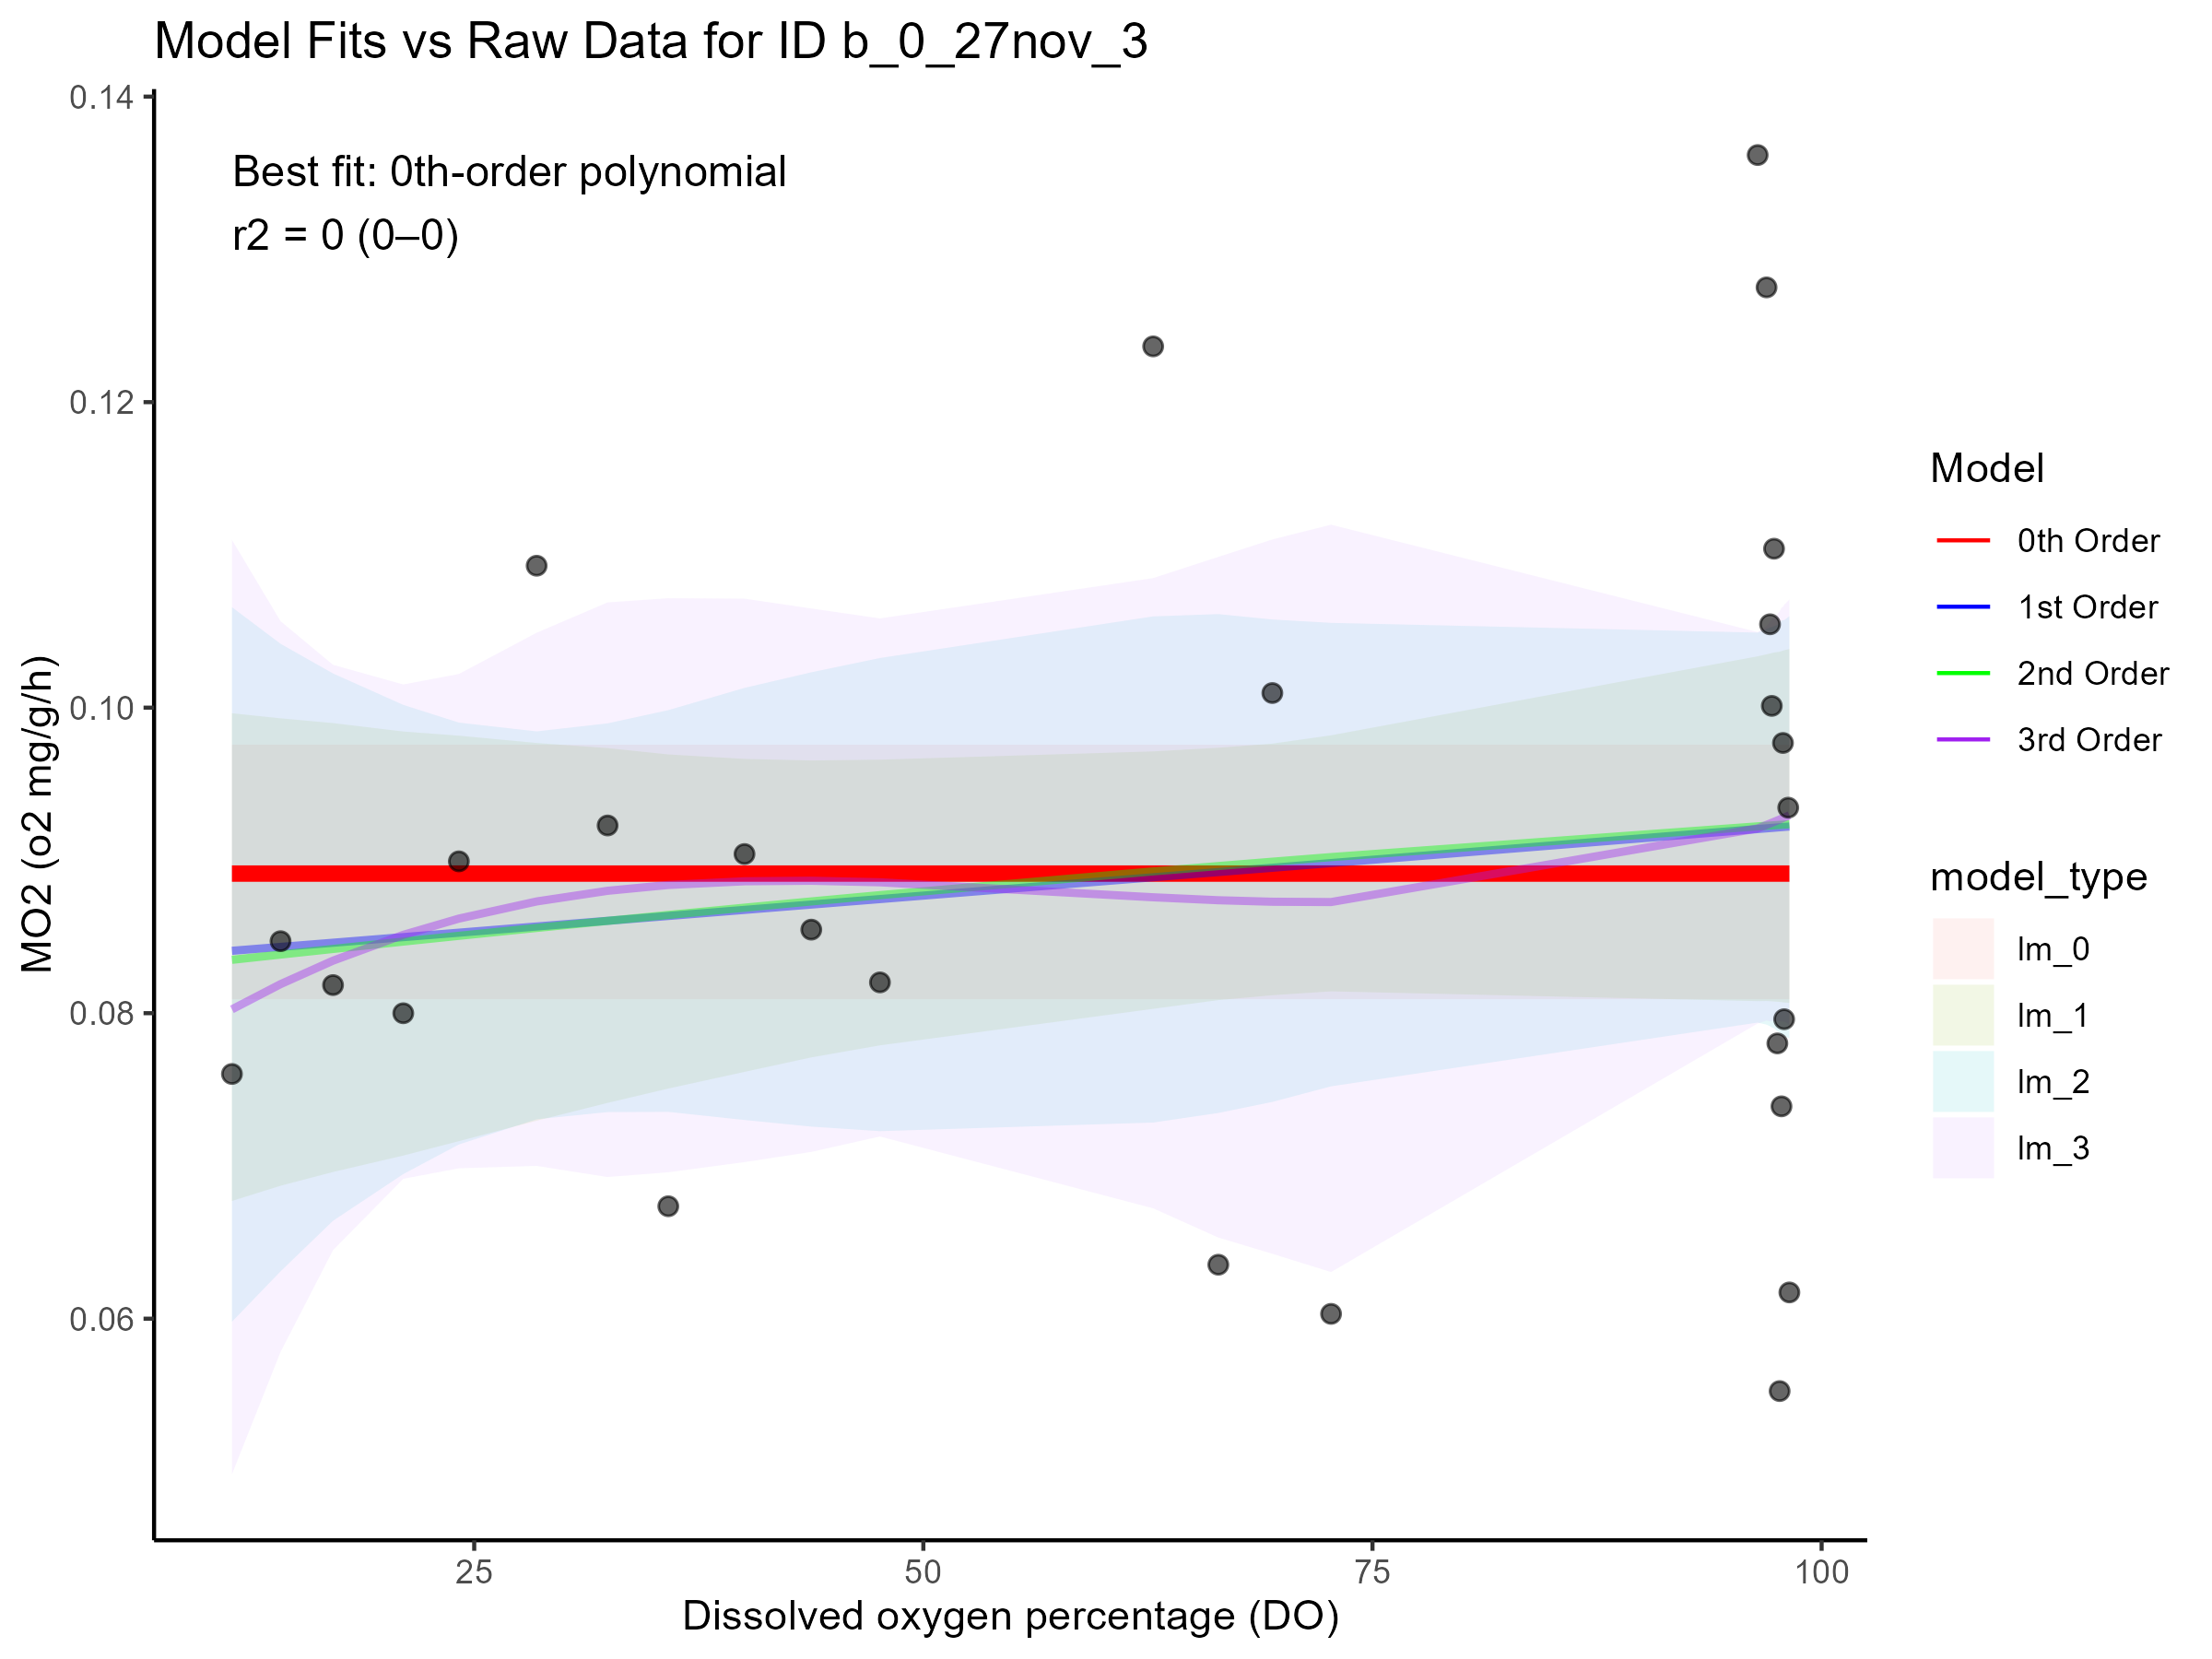 Model Fits vs Raw Data for ID b_0_27nov_3
Best fit: 0th-order polynomial
r2 = 0 (0–0)
0.14
0.12
0.10
0.08
0.06
MO2 (o2 mg/g/h)
25
50
75
100
Dissolved oxygen percentage (DO)
Model
0th Order
1st Order
2nd Order
3rd Order
model_type
lm_0
lm_1
lm_2
lm_3